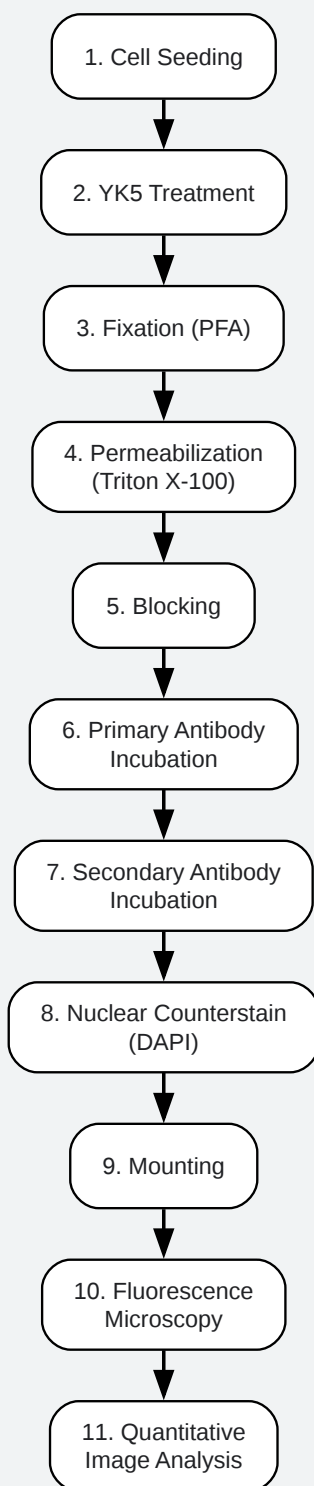 1. Cell Seeding
2. YK5 Treatment
3. Fixation (PFA)
4. Permeabilization
(Triton X-100)
5. Blocking
6. Primary Antibody
Incubation
7. Secondary Antibody
Incubation
8. Nuclear Counterstain
(DAPI)
9. Mounting
10. Fluorescence
Microscopy
11. Quantitative
Image Analysis